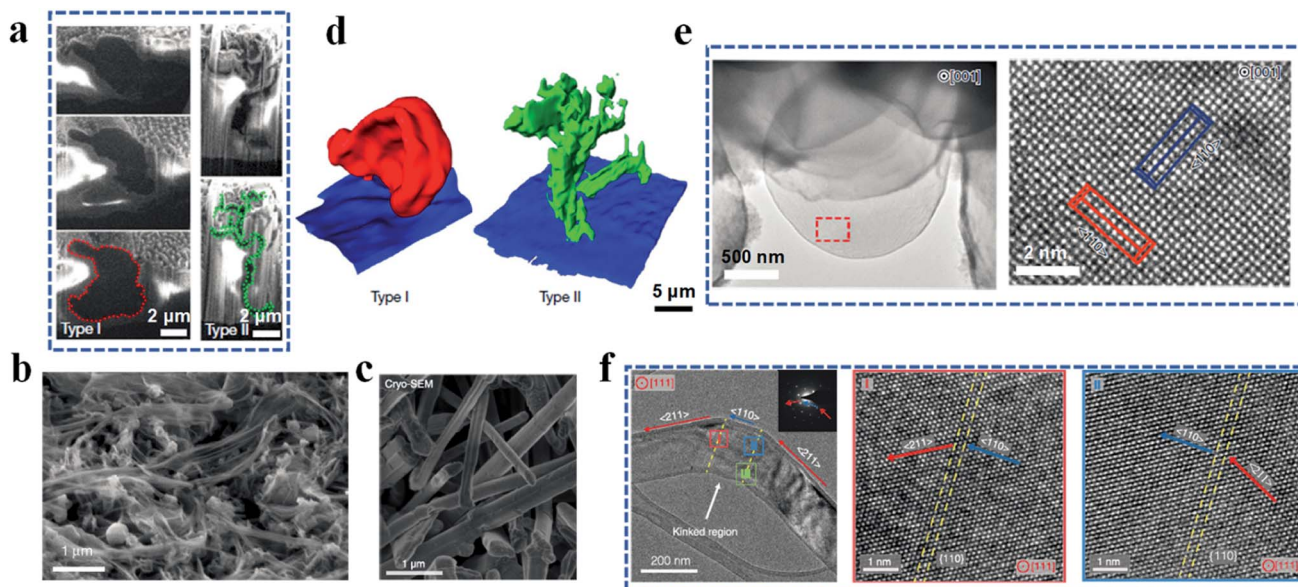 a
Type I
2 µm
Type II
2 µm
d
Type I
Type II
5 µm
e
⊙[001]
500 nm
⊙[001]
<110>
<110>
2 nm
b
1 µm
c
Cryo-SEM
1 µm
f
⊙[111]
<211>
<110>
<211>
I
II
III
Kinked region
200 nm
I
<211>
<110>
(110)
1 nm
⊙[111]
II
<110>
<211>
(110)
1 nm
⊙[111]